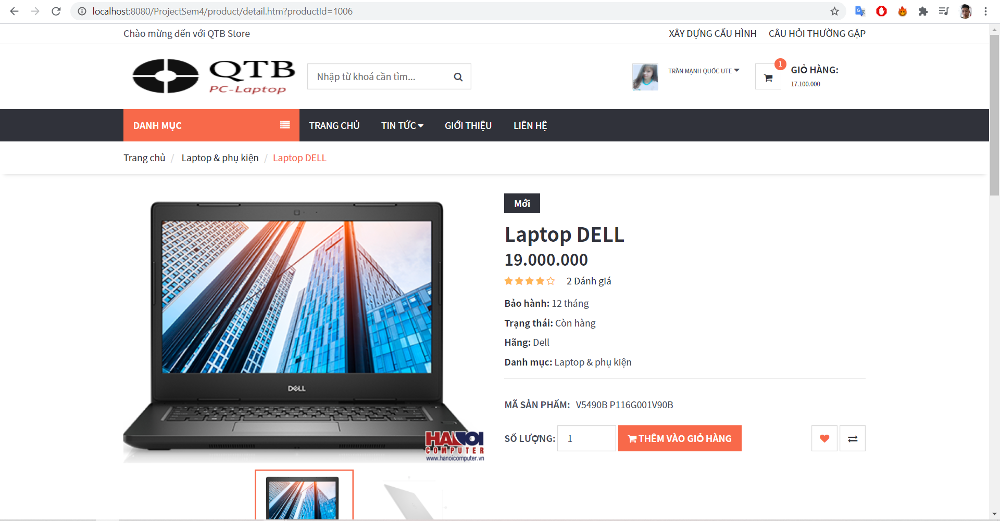 localhost:8080/ProjectSem4/product/detail.htm?productId=1006
Chào mừng đến với QTB Store
XÂY DỰNG CẤU HÌNH CÂU HỎI THƯỜNG GẶP
QTB
PC-Laptop
Nhập từ khoá cần tìm...
TRẦN MẠNH QUỐC UTE
1
GIỎ HÀNG:
17.100.000
DANH MỤC
TRANG CHỦ TIN TỨC GIỚI THIỆU LIÊN HỆ
Trang chủ / Laptop & phụ kiện / Laptop DELL
Mới
Laptop DELL
19.000.000
2 Đánh giá
Bảo hành: 12 tháng
Trạng thái: Còn hàng
Hãng: Dell
Danh mục: Laptop & phụ kiện
MÃ SẢN PHẨM: V5490B P116G001V90B
SỐ LƯỢNG: 1 THÊM VÀO GIỎ HÀNG
DELL
HANOI
COMPUTER
www.hanoicomputer.vn